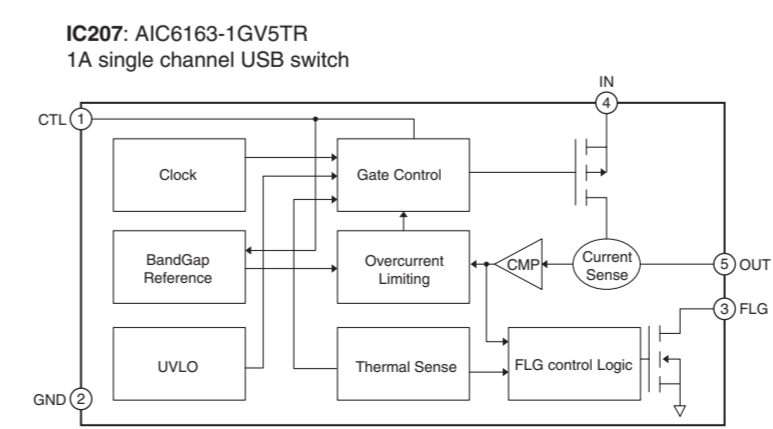 IC207: AIC6163-1GV5TR
1A single channel USB switch
IN
4
CTL 1
Clock
Gate Control
BandGap
Reference
Overcurrent
Limiting
CMP
Current
Sense
5 OUT
3 FLG
UVLO
Thermal Sense
FLG control Logic
GND 2